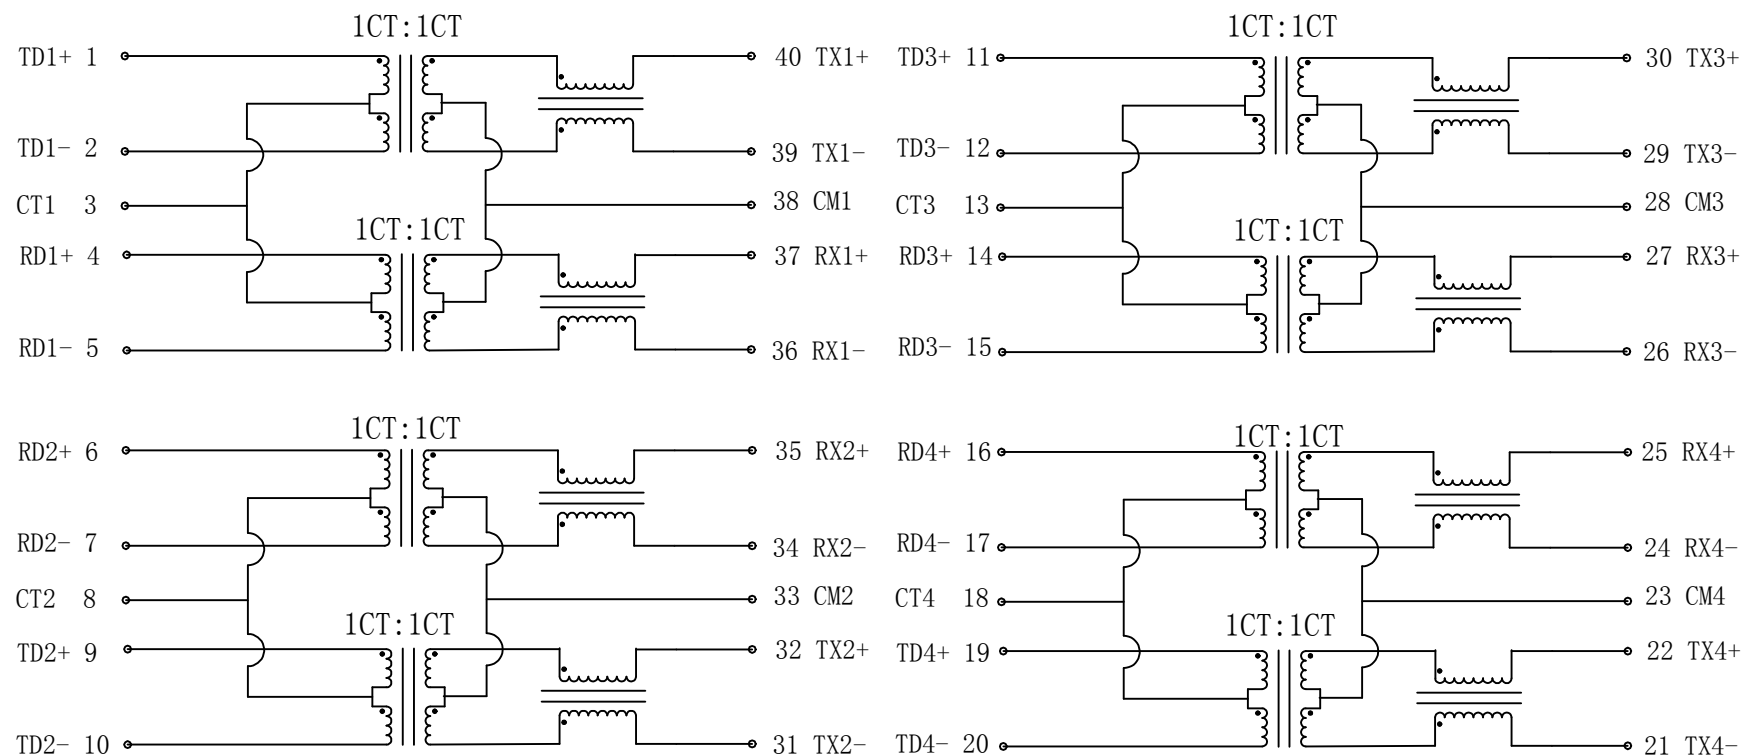 1CT:1CT
TD1+ 1
40 TX1+
TD1- 2
39 TX1-
CT1 3
38 CM1
1CT:1CT
RD1+ 4
37 RX1+
RD1- 5
36 RX1-
1CT:1CT
RD2+ 6
35 RX2+
RD2- 7
34 RX2-
CT2 8
33 CM2
1CT:1CT
TD2+ 9
32 TX2+
TD2- 10
31 TX2-
1CT:1CT
TD3+ 11
30 TX3+
TD3- 12
29 TX3-
CT3 13
28 CM3
1CT:1CT
RD3+ 14
27 RX3+
RD3- 15
26 RX3-
1CT:1CT
RD4+ 16
25 RX4+
RD4- 17
24 RX4-
CT4 18
23 CM4
1CT:1CT
TD4+ 19
22 TX4+
TD4- 20
21 TX4-